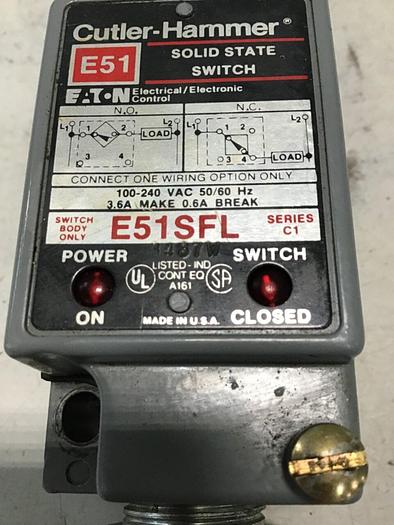 Cutler-Hammer®
E51
SOLID STATE
SWITCH
EATON Electrical/Electronic
Control
N.O. N.C.
L1 1 2 LOAD L2 L1 1 2 L2
3 4 3 4 LOAD
CONNECT ONE WIRING OPTION ONLY
100-240 VAC 50/60 Hz
3.6A MAKE 0.6A BREAK
SWITCH
BODY
ONLY
E51SFL
SERIES
C1
POWER SWITCH
UL LISTED-IND
CONT EQ
A161
SA
ON MADE IN U.S.A. CLOSED